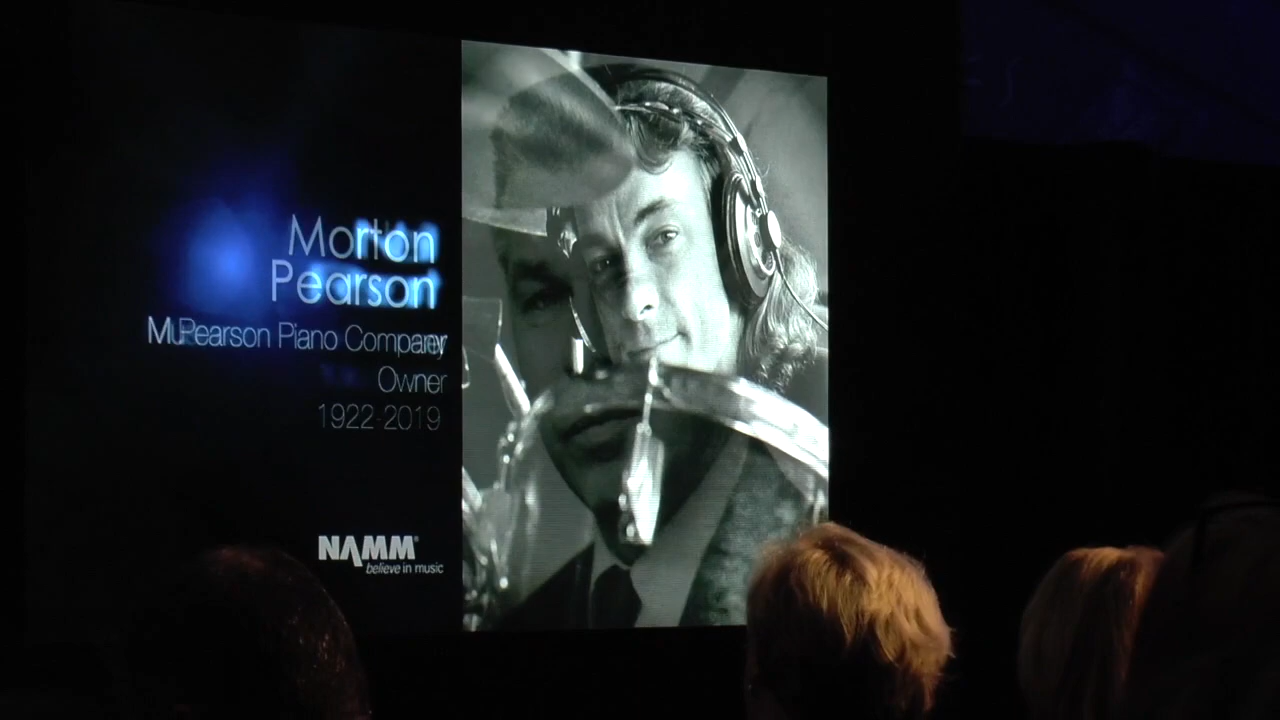 Morton
Pearson
Pearson Piano Company
Owner
1922-2019
NAMM®
believe in music